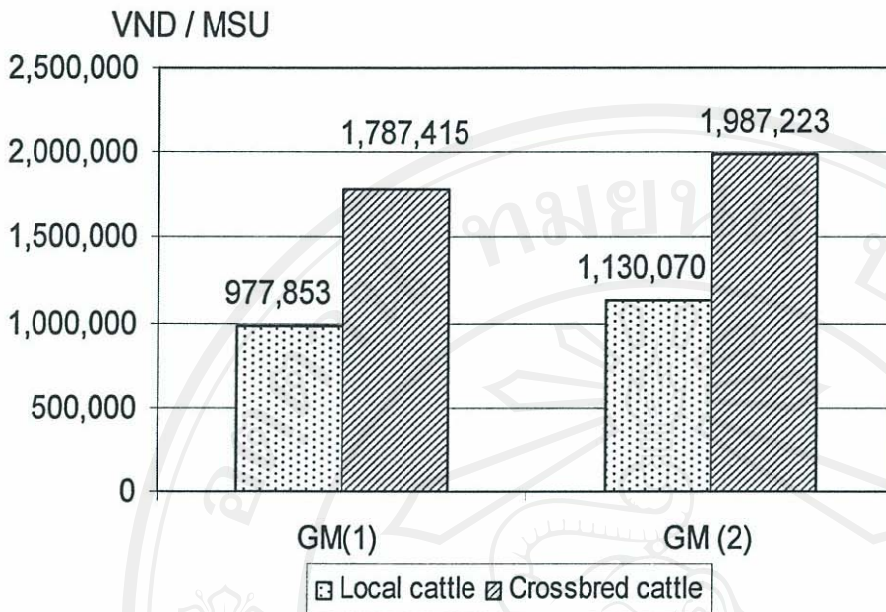 VND / MSU
2,500,000
2,000,000
1,500,000
1,000,000
500,000
0
1,787,415
1,987,223
977,853
1,130,070
GM(1)
GM (2)
Local cattle
Crossbred cattle